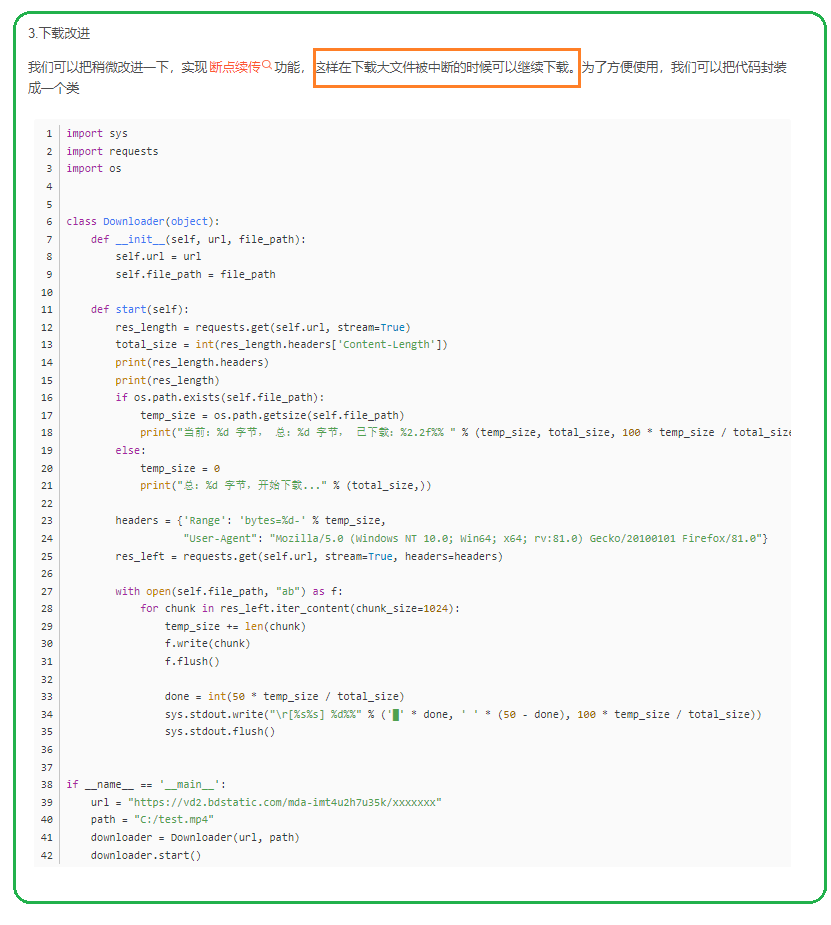 3.下载改进
我们可以把稍微改进一下，实现断点续传功能，这样在下载大文件被中断的时候可以继续下载。为了方便使用，我们可以把代码封装
成一个类
1 import sys
2 import requests
3 import os
4
5
6 class Downloader(object):
7     def __init__(self, url, file_path):
8         self.url = url
9         self.file_path = file_path
10
11     def start(self):
12         res_length = requests.get(self.url, stream=True)
13         total_size = int(res_length.headers['Content-Length'])
14         print(res_length.headers)
15         print(res_length)
16         if os.path.exists(self.file_path):
17             temp_size = os.path.getsize(self.file_path)
18             print("当前：%d 字节， 总：%d 字节， 已下载：%2.2f%% " % (temp_size, total_size, 100 * temp_size / total_size
19         else:
20             temp_size = 0
21             print("总：%d 字节，开始下载..." % (total_size,))
22
23         headers = {'Range': 'bytes=%d-' % temp_size,
24                    "User-Agent": "Mozilla/5.0 (Windows NT 10.0; Win64; x64; rv:81.0) Gecko/20100101 Firefox/81.0"}
25         res_left = requests.get(self.url, stream=True, headers=headers)
26
27         with open(self.file_path, "ab") as f:
28             for chunk in res_left.iter_content(chunk_size=1024):
29                 temp_size += len(chunk)
30                 f.write(chunk)
31                 f.flush()
32
33                 done = int(50 * temp_size / total_size)
34                 sys.stdout.write("\r[%s%s] %d%%" % ('█' * done, ' ' * (50 - done), 100 * temp_size / total_size))
35                 sys.stdout.flush()
36
37
38 if __name__ == '__main__':
39     url = "https://vd2.bdstatic.com/mda-imt4u2h7u35k/xxxxxxx"
40     path = "C:/test.mp4"
41     downloader = Downloader(url, path)
42     downloader.start()